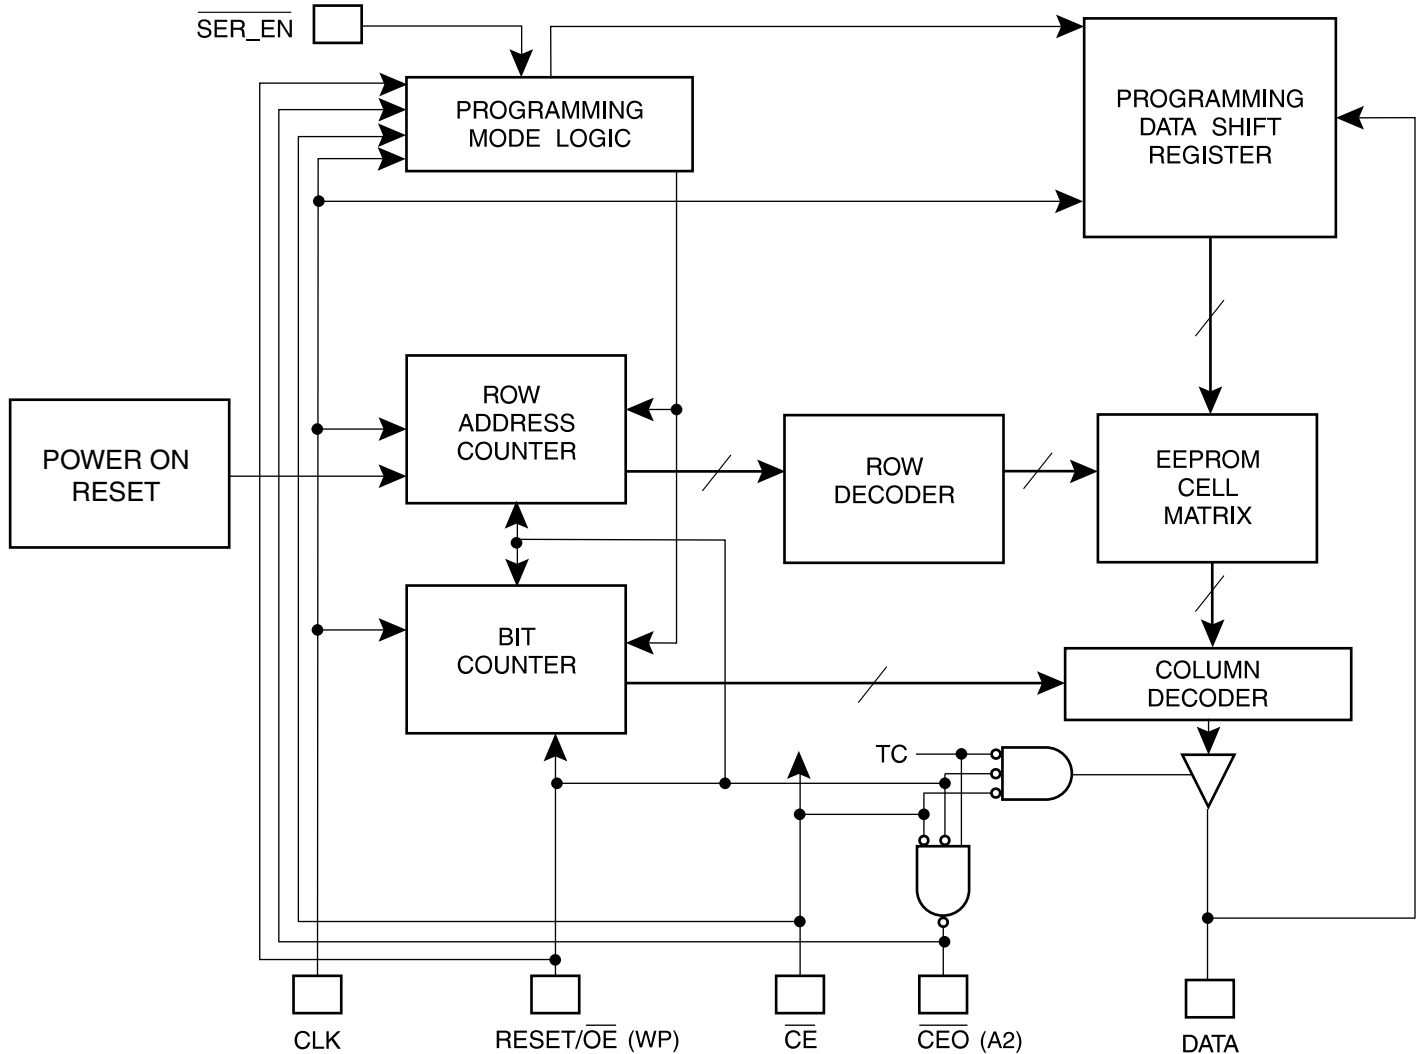 SER_EN
PROGRAMMING
MODE LOGIC
PROGRAMMING
DATA SHIFT
REGISTER
POWER ON
RESET
ROW
ADDRESS
COUNTER
ROW
DECODER
EEPROM
CELL
MATRIX
BIT
COUNTER
COLUMN
DECODER
TC
CLK
RESET/OE (WP)
CE
CEO (A2)
DATA